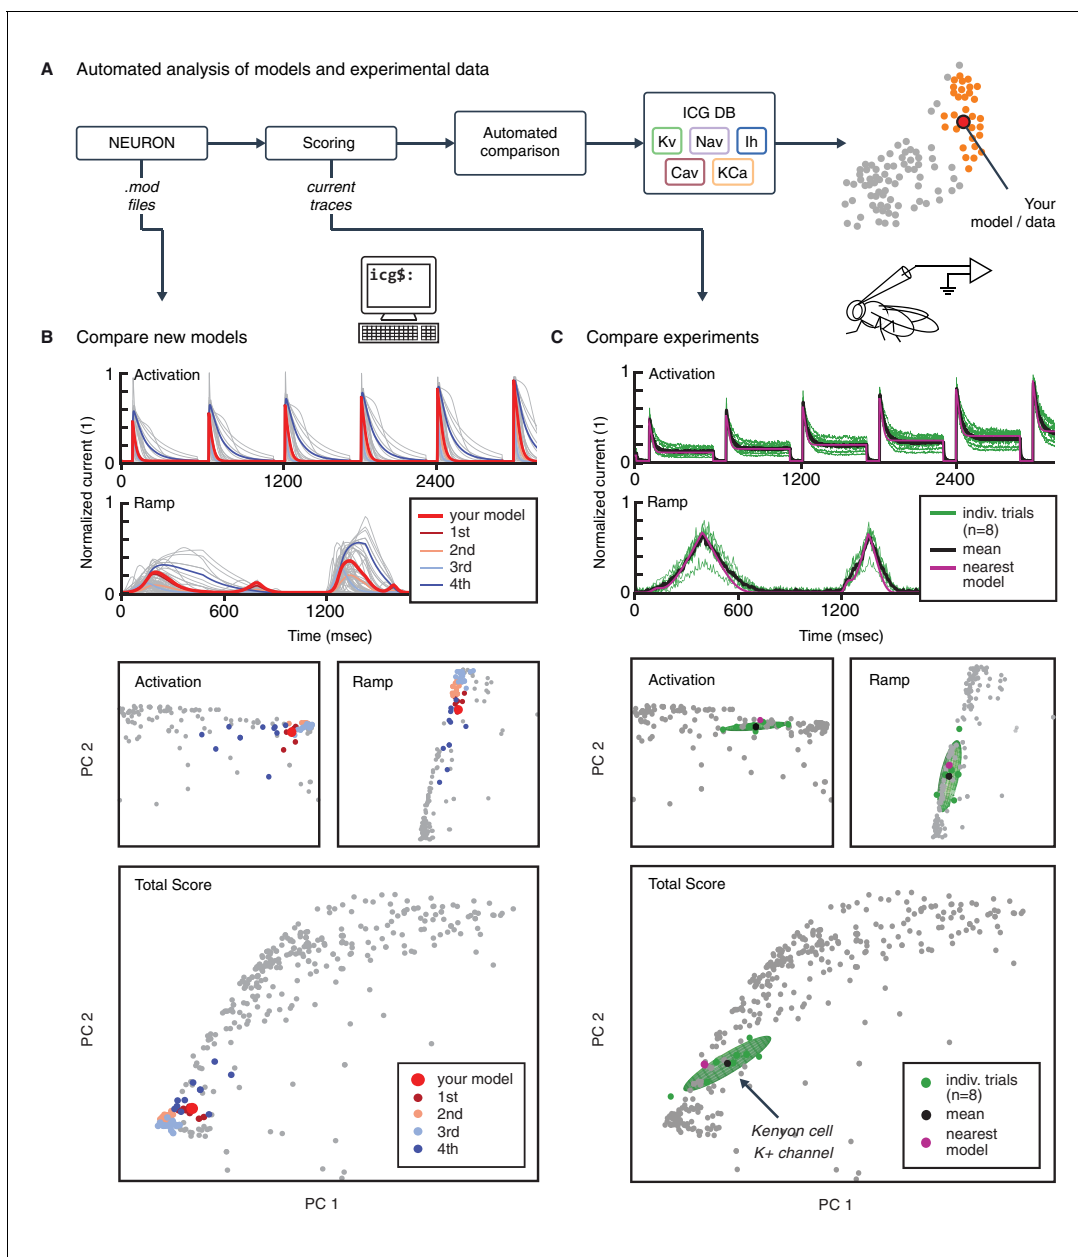 A Automated analysis of models and experimental data
NEURON
Scoring
Automated
comparison
ICG DB
Kv Nav Ih
Cav KCa
.mod
files
current
traces
Your
model / data
icg$:
B Compare new models
Normalized current (1)
1
Activation
0
0 1200 2400
1
Ramp
0
0 600 1200
Time (msec)
your model
1st
2nd
3rd
4th
PC 2
Activation
Ramp
PC 2
Total Score
your model
1st
2nd
3rd
4th
PC 1
C Compare experiments
Normalized current (1)
1
Activation
0
0 1200 2400
1
Ramp
0
0 600 1200
Time (msec)
indiv. trials
(n=8)
mean
nearest
model
PC 2
Activation
Ramp
PC 2
Total Score
Kenyon cell
K+ channel
indiv. trials
(n=8)
mean
nearest
model
PC 1